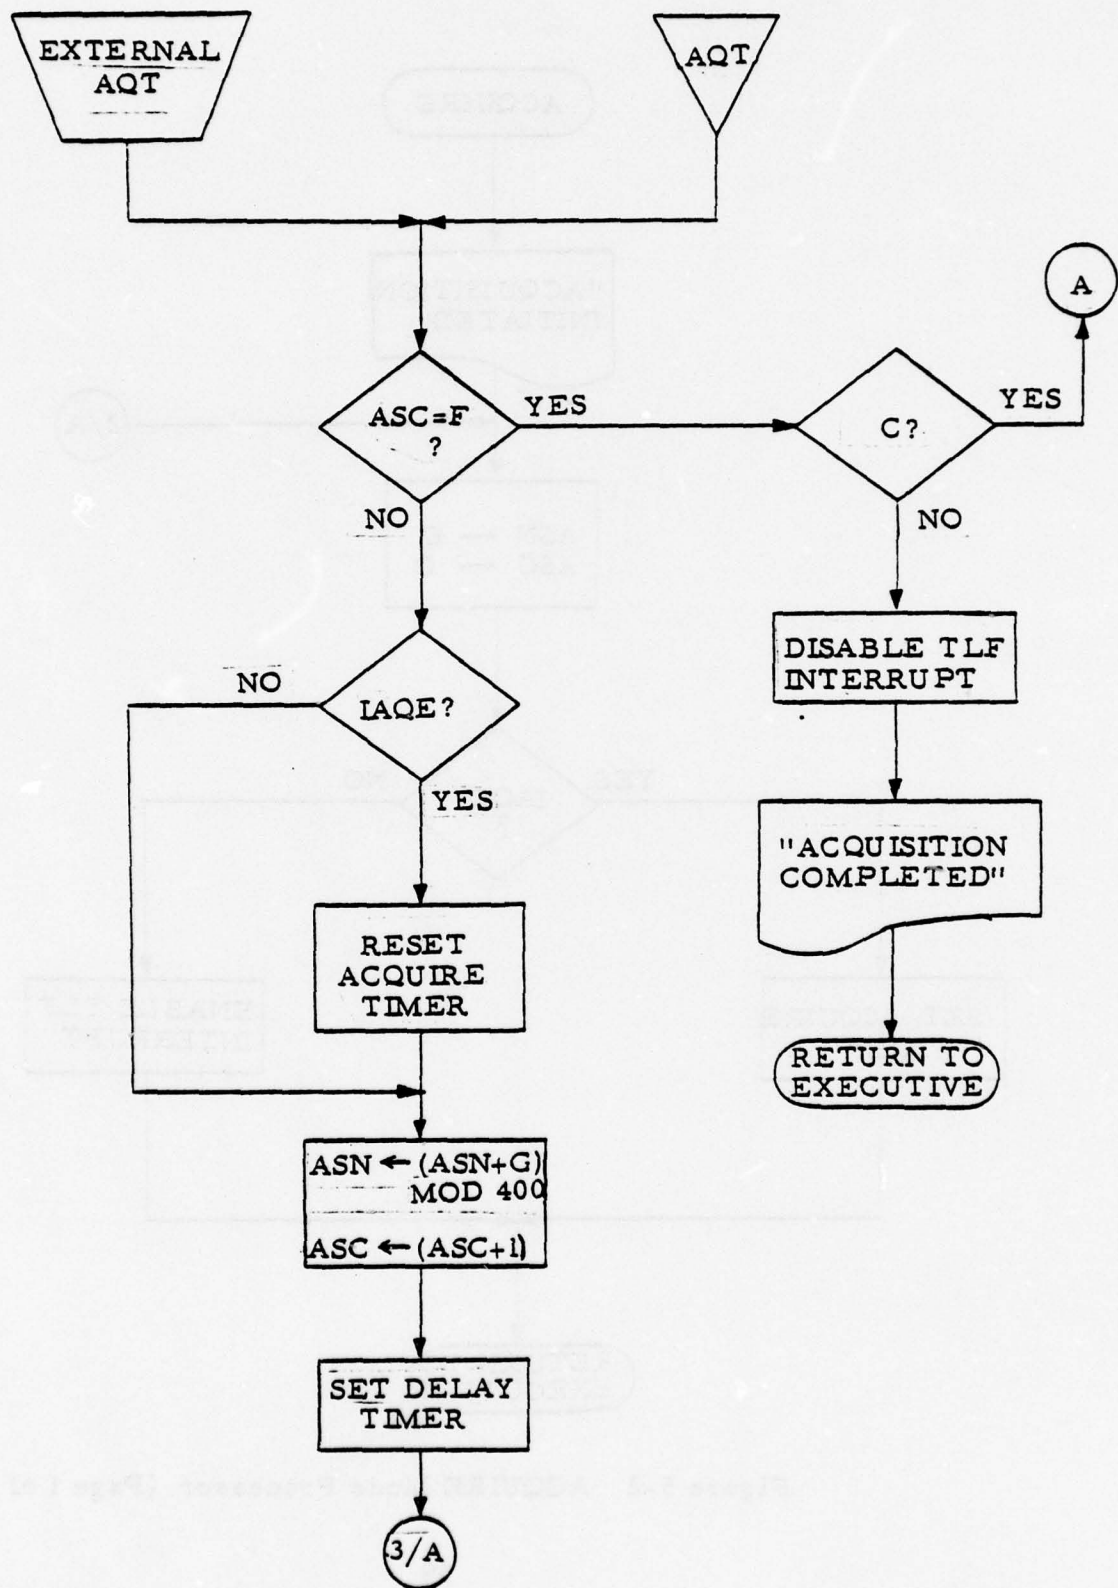 EXTERNAL
AQT
AQT
A
ASC=F
?
YES
C?
YES
NO
NO
DISABLE TLF
INTERRUPT
NO
IAQE?
YES
"ACQUISITION
COMPLETED"
RESET
ACQUIRE
TIMER
RETURN TO
EXECUTIVE
ASN ← (ASN+G)
MOD 400
ASC ← (ASC+1)
SET DELAY
TIMER
3/A